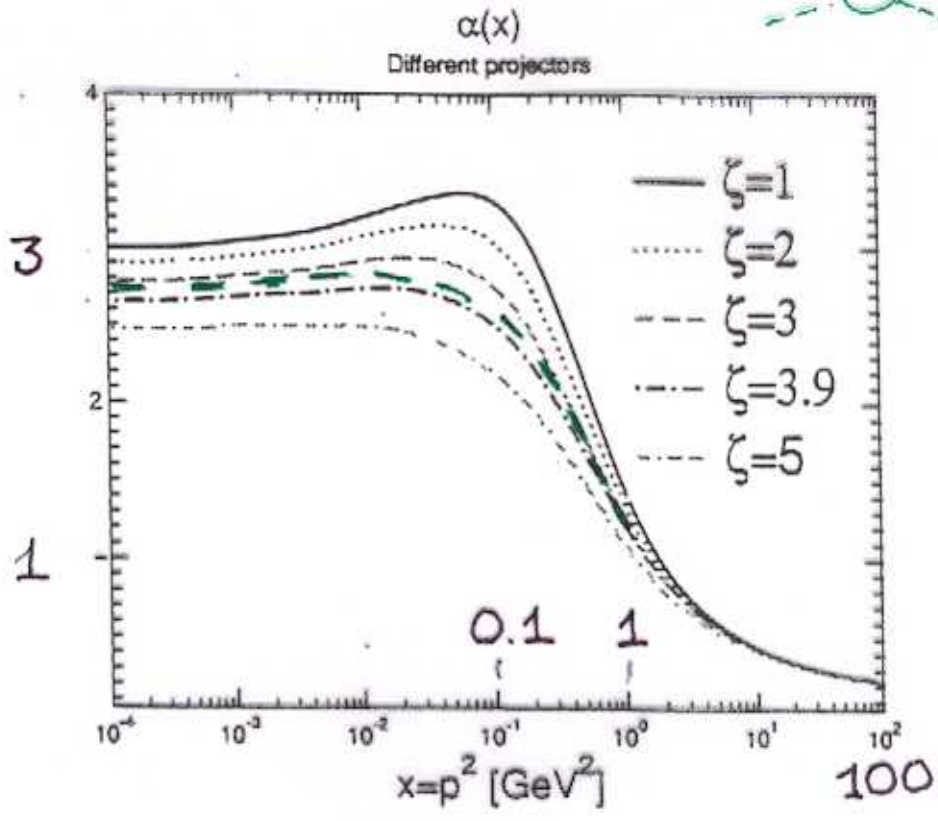 α(x)
Different projectors
4
ζ=1
3
ζ=2
ζ=3
2
ζ=3.9
ζ=5
1
0.1 1
10⁻⁴ 10⁻³ 10⁻² 10⁻¹ 10⁰ 10¹ 10²
x=p² [GeV²]
100